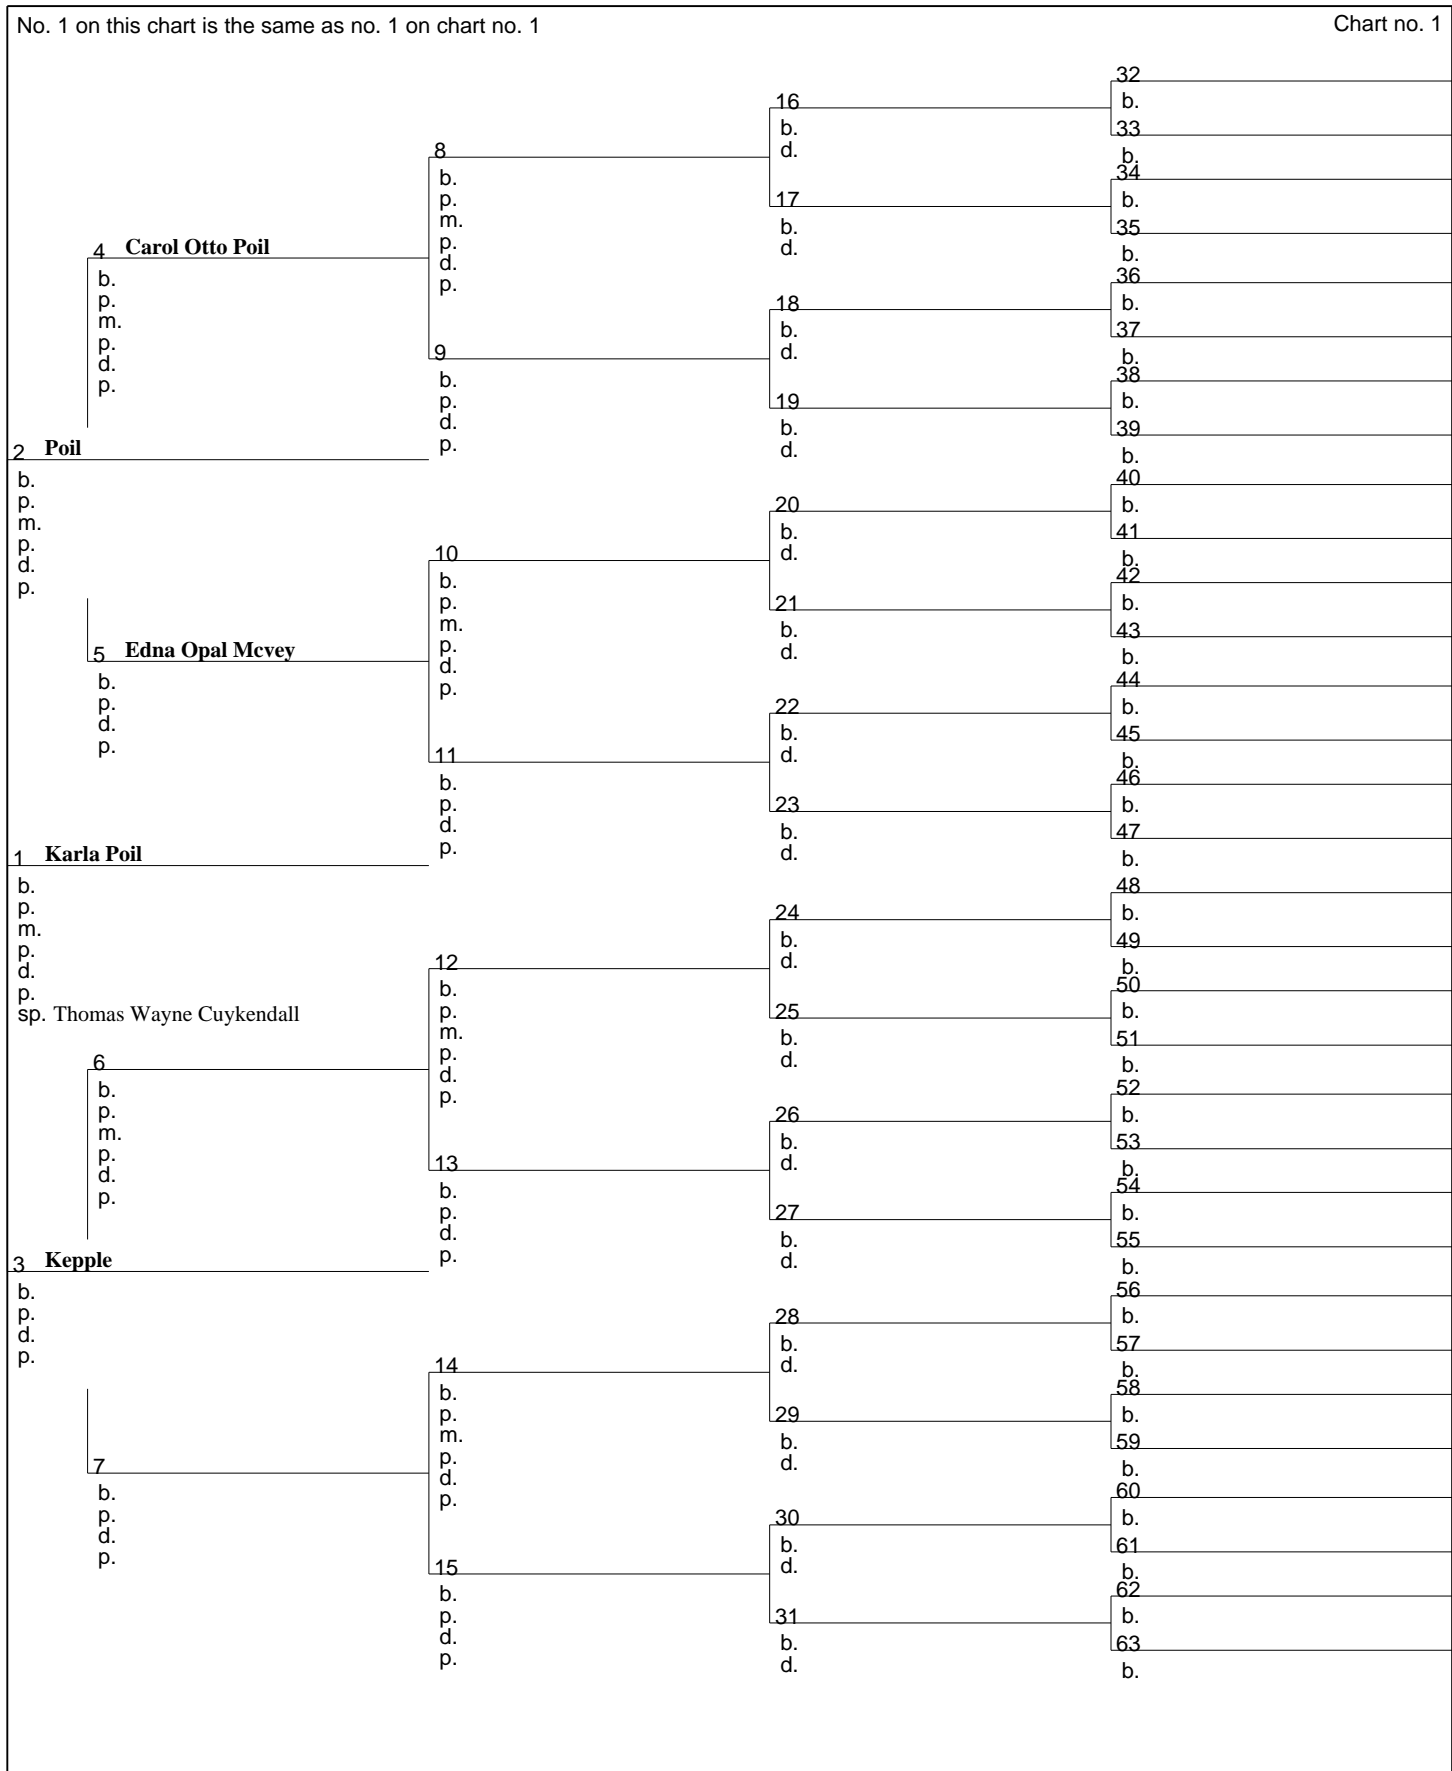 No. 1 on this chart is the same as no. 1 on chart no. 1
Chart no. 1
2 Poil
b.
p.
m.
p.
d.
p.
1 Karla Poil
b.
p.
m.
p.
d.
p.
sp. Thomas Wayne Cuykendall
3 Kepple
b.
p.
d.
p.
4 Carol Otto Poil
b.
p.
m.
p.
d.
p.
5 Edna Opal Mcvey
b.
p.
d.
p.
6
b.
p.
m.
p.
d.
p.
7
b.
p.
d.
p.
8
b.
p.
m.
p.
d.
p.
9
b.
p.
d.
p.
10
b.
p.
m.
p.
d.
p.
11
b.
p.
d.
p.
12
b.
p.
m.
p.
d.
p.
13
b.
p.
d.
p.
14
b.
p.
m.
p.
d.
p.
15
b.
p.
d.
p.
16
b.
d.
17
b.
d.
18
b.
d.
19
b.
d.
20
b.
d.
21
b.
d.
22
b.
d.
23
b.
d.
24
b.
d.
25
b.
d.
26
b.
d.
27
b.
d.
28
b.
d.
29
b.
d.
30
b.
d.
31
b.
d.
32
b.
33
b.
34
b.
35
b.
36
b.
37
b.
38
b.
39
b.
40
b.
41
b.
42
b.
43
b.
44
b.
45
b.
46
b.
47
b.
48
b.
49
b.
50
b.
51
b.
52
b.
53
b.
54
b.
55
b.
56
b.
57
b.
58
b.
59
b.
60
b.
61
b.
62
b.
63
b.